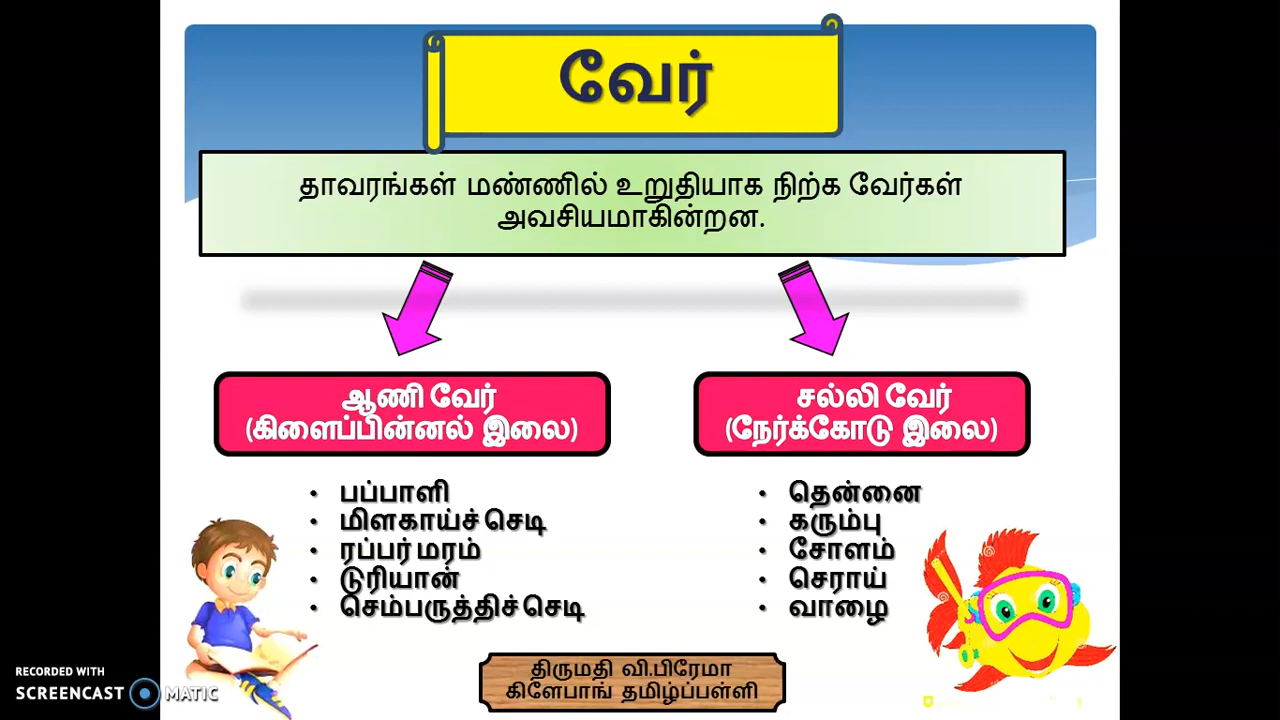 வேர்
தாவரங்கள் மண்ணில் உறுதியாக நிற்க வேர்கள்
அவசியமாகின்றன.
ஆணி வேர்
(கிளைப்பின்னல் இலை)
சல்லி வேர்
(நேர்க்கோடு இலை)
• பப்பாளி
• மிளகாய்ச் செடி
• ரப்பர் மரம்
• டுரியான்
• செம்பருத்திச் செடி
• தென்னை
• கரும்பு
• சோளம்
• செராய்
• வாழை
திருமதி வி.பிரேமா
கிளேபாங் தமிழ்ப்பள்ளி
RECORDED WITH
SCREENCAST MATIC